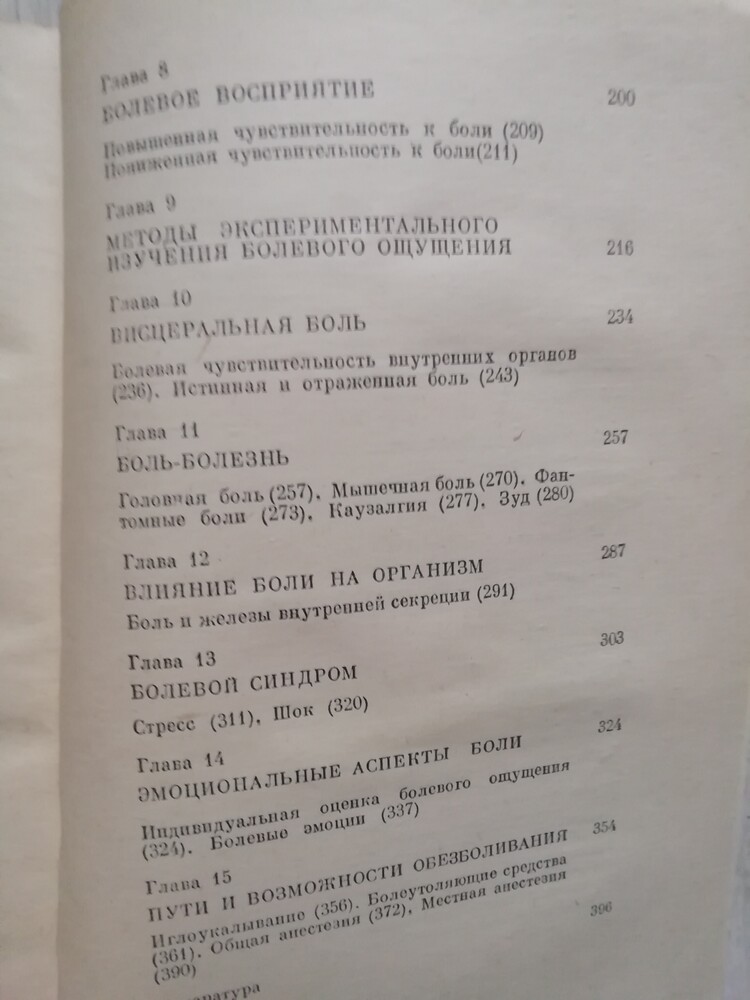 Глава 8
БОЛЕВОЕ ВОСПРИЯТИЕ 200
Повышенная чувствительность к боли (209)
Пониженная чувствительность к боли(211)
Глава 9
МЕТОДЫ ЭКСПЕРИМЕНТАЛЬНОГО
ИЗУЧЕНИЯ БОЛЕВОГО ОЩУЩЕНИЯ 216
Глава 10
ВИСЦЕРАЛЬНАЯ БОЛЬ 234
Болевая чувствительность внутренних органов
(236). Истинная и отраженная боль (243)
Глава 11
БОЛЬ-БОЛЕЗНЬ 257
Головная боль (257). Мышечная боль (270). Фан-
томные боли (273). Каузалгия (277), Зуд (280)
Глава 12
ВЛИЯНИЕ БОЛИ НА ОРГАНИЗМ 287
Боль и железы внутренней секреции (291)
Глава 13
БОЛЕВОЙ СИНДРОМ 303
Стресс (311), Шок (320)
Глава 14
ЭМОЦИОНАЛЬНЫЕ АСПЕКТЫ БОЛИ 324
Индивидуальная оценка болевого ощущения
(324). Болевые эмоции (337)
Глава 15
ПУТИ И ВОЗМОЖНОСТИ ОБЕЗБОЛИВАНИЯ 354
Иглоукалывание (356). Болеутоляющие средства
(361). Общая анестезия (372), Местная анестезия
(390)
396